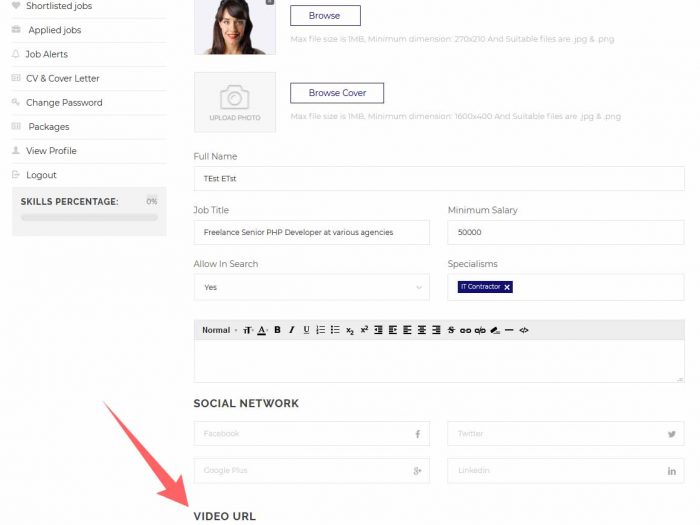 Shortlisted jobs
Applied jobs
Job Alerts
CV & Cover Letter
Change Password
Packages
View Profile
Logout
SKILLS PERCENTAGE: 0%
Browse
Max file size is 1MB, Minimum dimension: 270x210 And Suitable files are .jpg & .png
UPLOAD PHOTO
Browse Cover
Max file size is 1MB, Minimum dimension: 1600x400 And Suitable files are .jpg & .png
Full Name
TEst ETst
Job Title
Freelance Senior PHP Developer at various agencies
Minimum Salary
50000
Allow In Search
Yes
Specialisms
IT Contractor
Normal
SOCIAL NETWORK
Facebook
Twitter
Google Plus
Linkedin
VIDEO URL